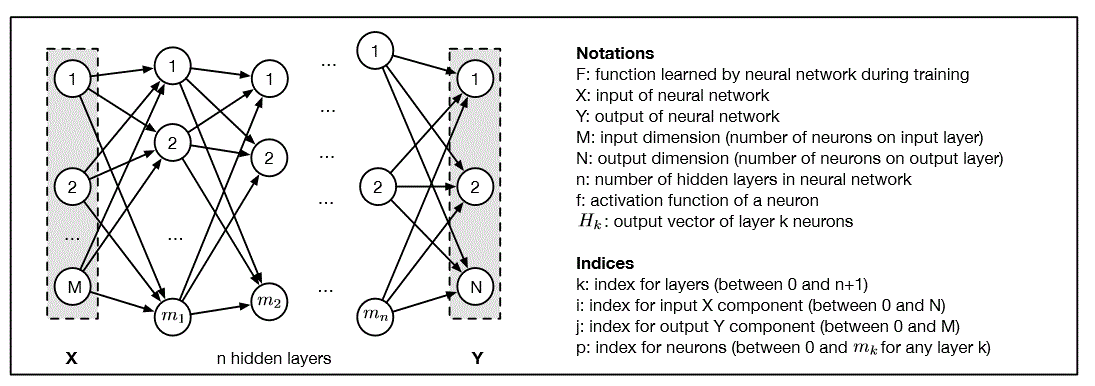 1 1 1 ... 1 1
2 2 2 ... 2 2
... ... ... ...
M m₁ m₂ ... mₙ N
X n hidden layers Y
Notations
F: function learned by neural network during training
X: input of neural network
Y: output of neural network
M: input dimension (number of neurons on input layer)
N: output dimension (number of neurons on output layer)
n: number of hidden layers in neural network
f: activation function of a neuron
Hₖ: output vector of layer k neurons
Indices
k: index for layers (between 0 and n+1)
i: index for input X component (between 0 and N)
j: index for output Y component (between 0 and M)
p: index for neurons (between 0 and mₖ for any layer k)